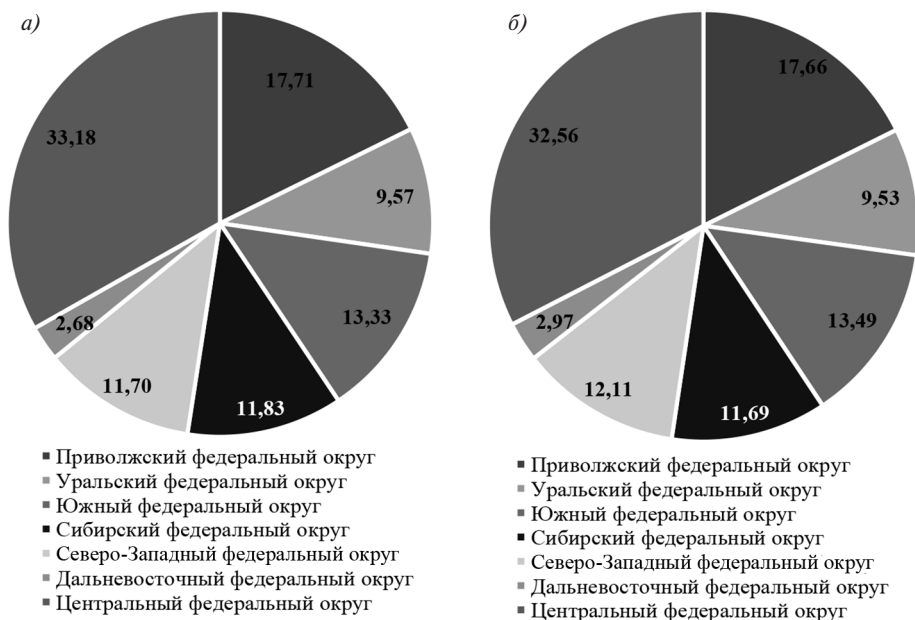 а)
17,71
9,57
13,33
11,83
11,70
2,68
33,18
Приволжский федеральный округ
Уральский федеральный округ
Южный федеральный округ
Сибирский федеральный округ
Северо-Западный федеральный округ
Дальневосточный федеральный округ
Центральный федеральный округ
б)
17,66
9,53
13,49
11,69
12,11
2,97
32,56
Приволжский федеральный округ
Уральский федеральный округ
Южный федеральный округ
Сибирский федеральный округ
Северо-Западный федеральный округ
Дальневосточный федеральный округ
Центральный федеральный округ